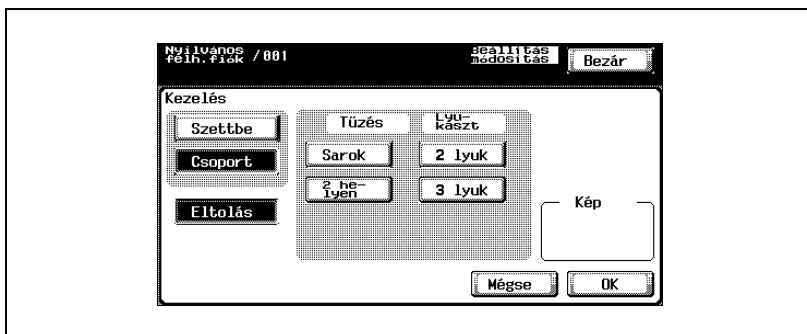 Nyilvános
félh.fiók /001
Beállítás
módosítás
Bezár
Kezelés
Szettbe
Csoport
Eltolás
Tűzés
Lyu-
kászt
Sarok
2 lyuk
2 he-
lyen
3 lyuk
Kép
Mégse
OK